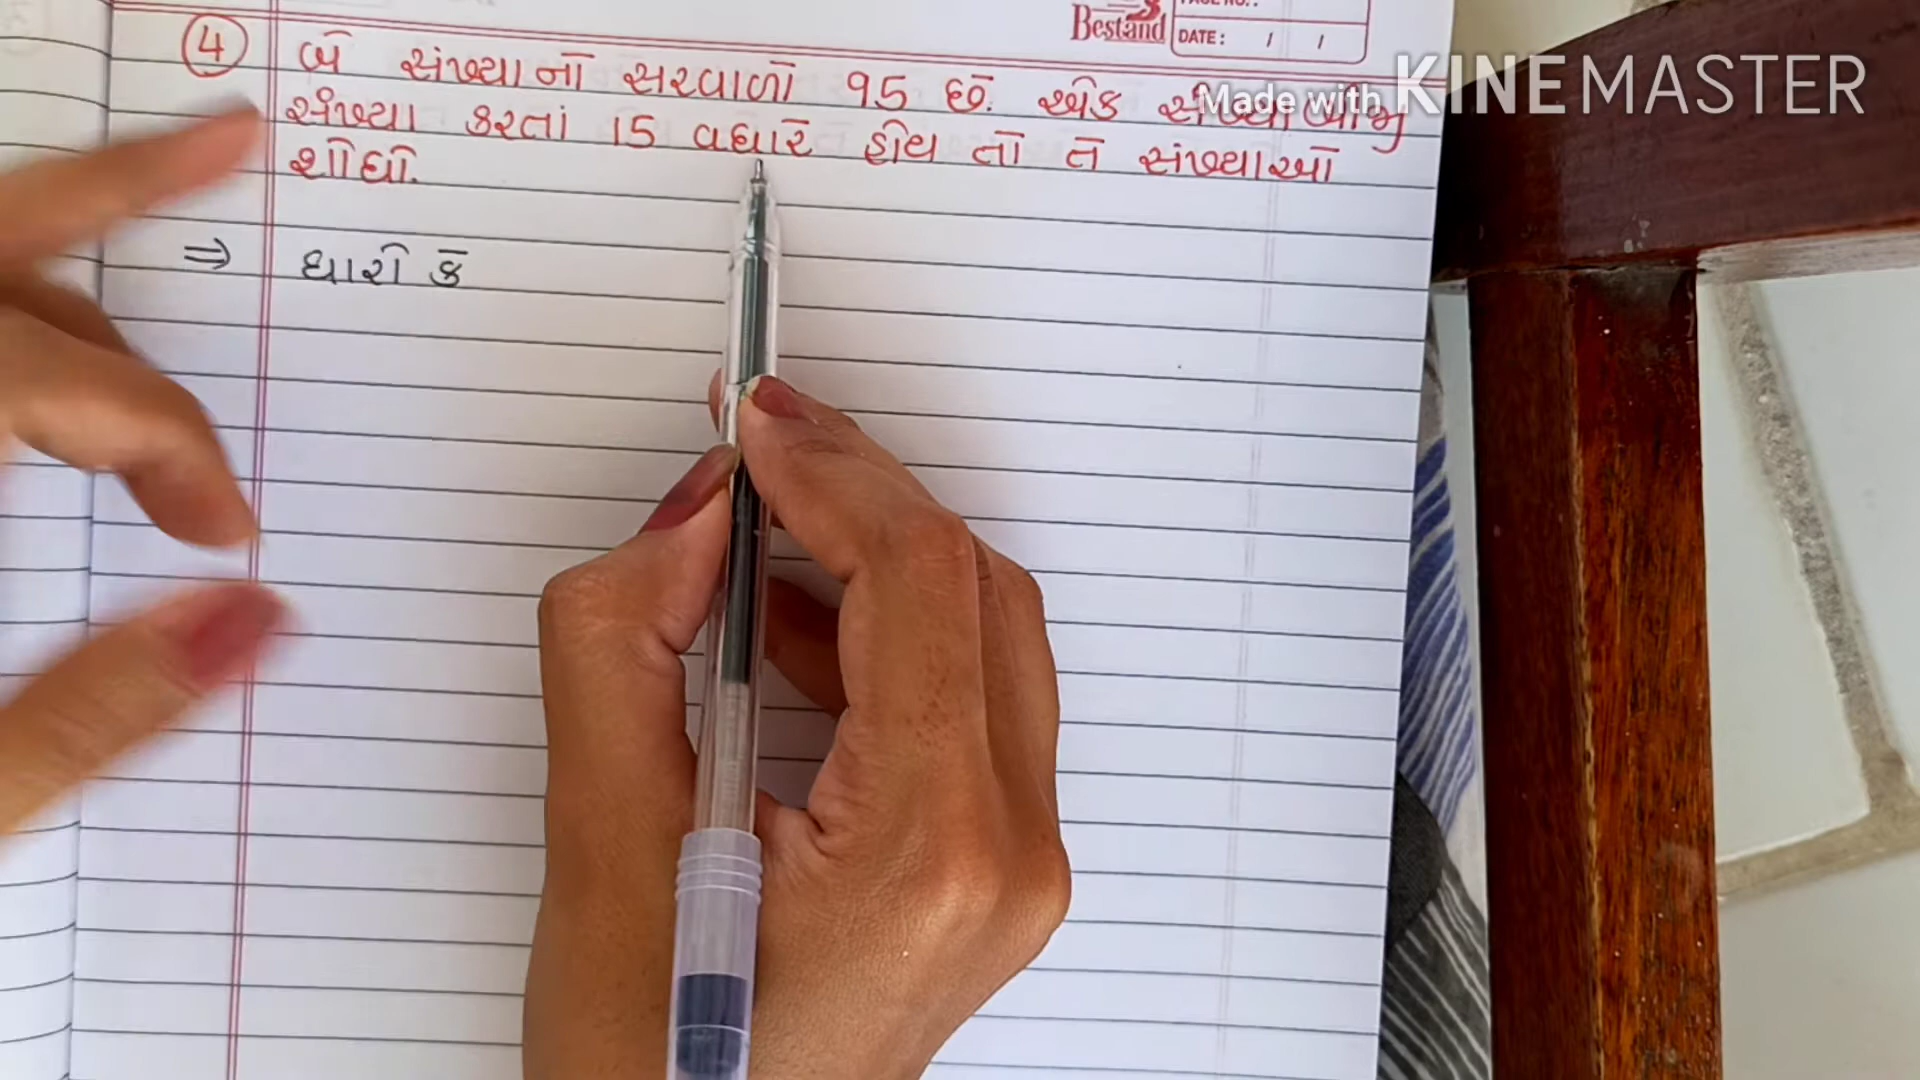 Bestand
DATE: / /
Made with KINEMASTER
④ બે સંખ્યાનો સરવાળો 95 છે. એક સંખ્યા બીજી
સંખ્યા કરતાં 15 વધારે હોય તો તે સંખ્યાઓ
શોધો.
⇒ ધારો કે